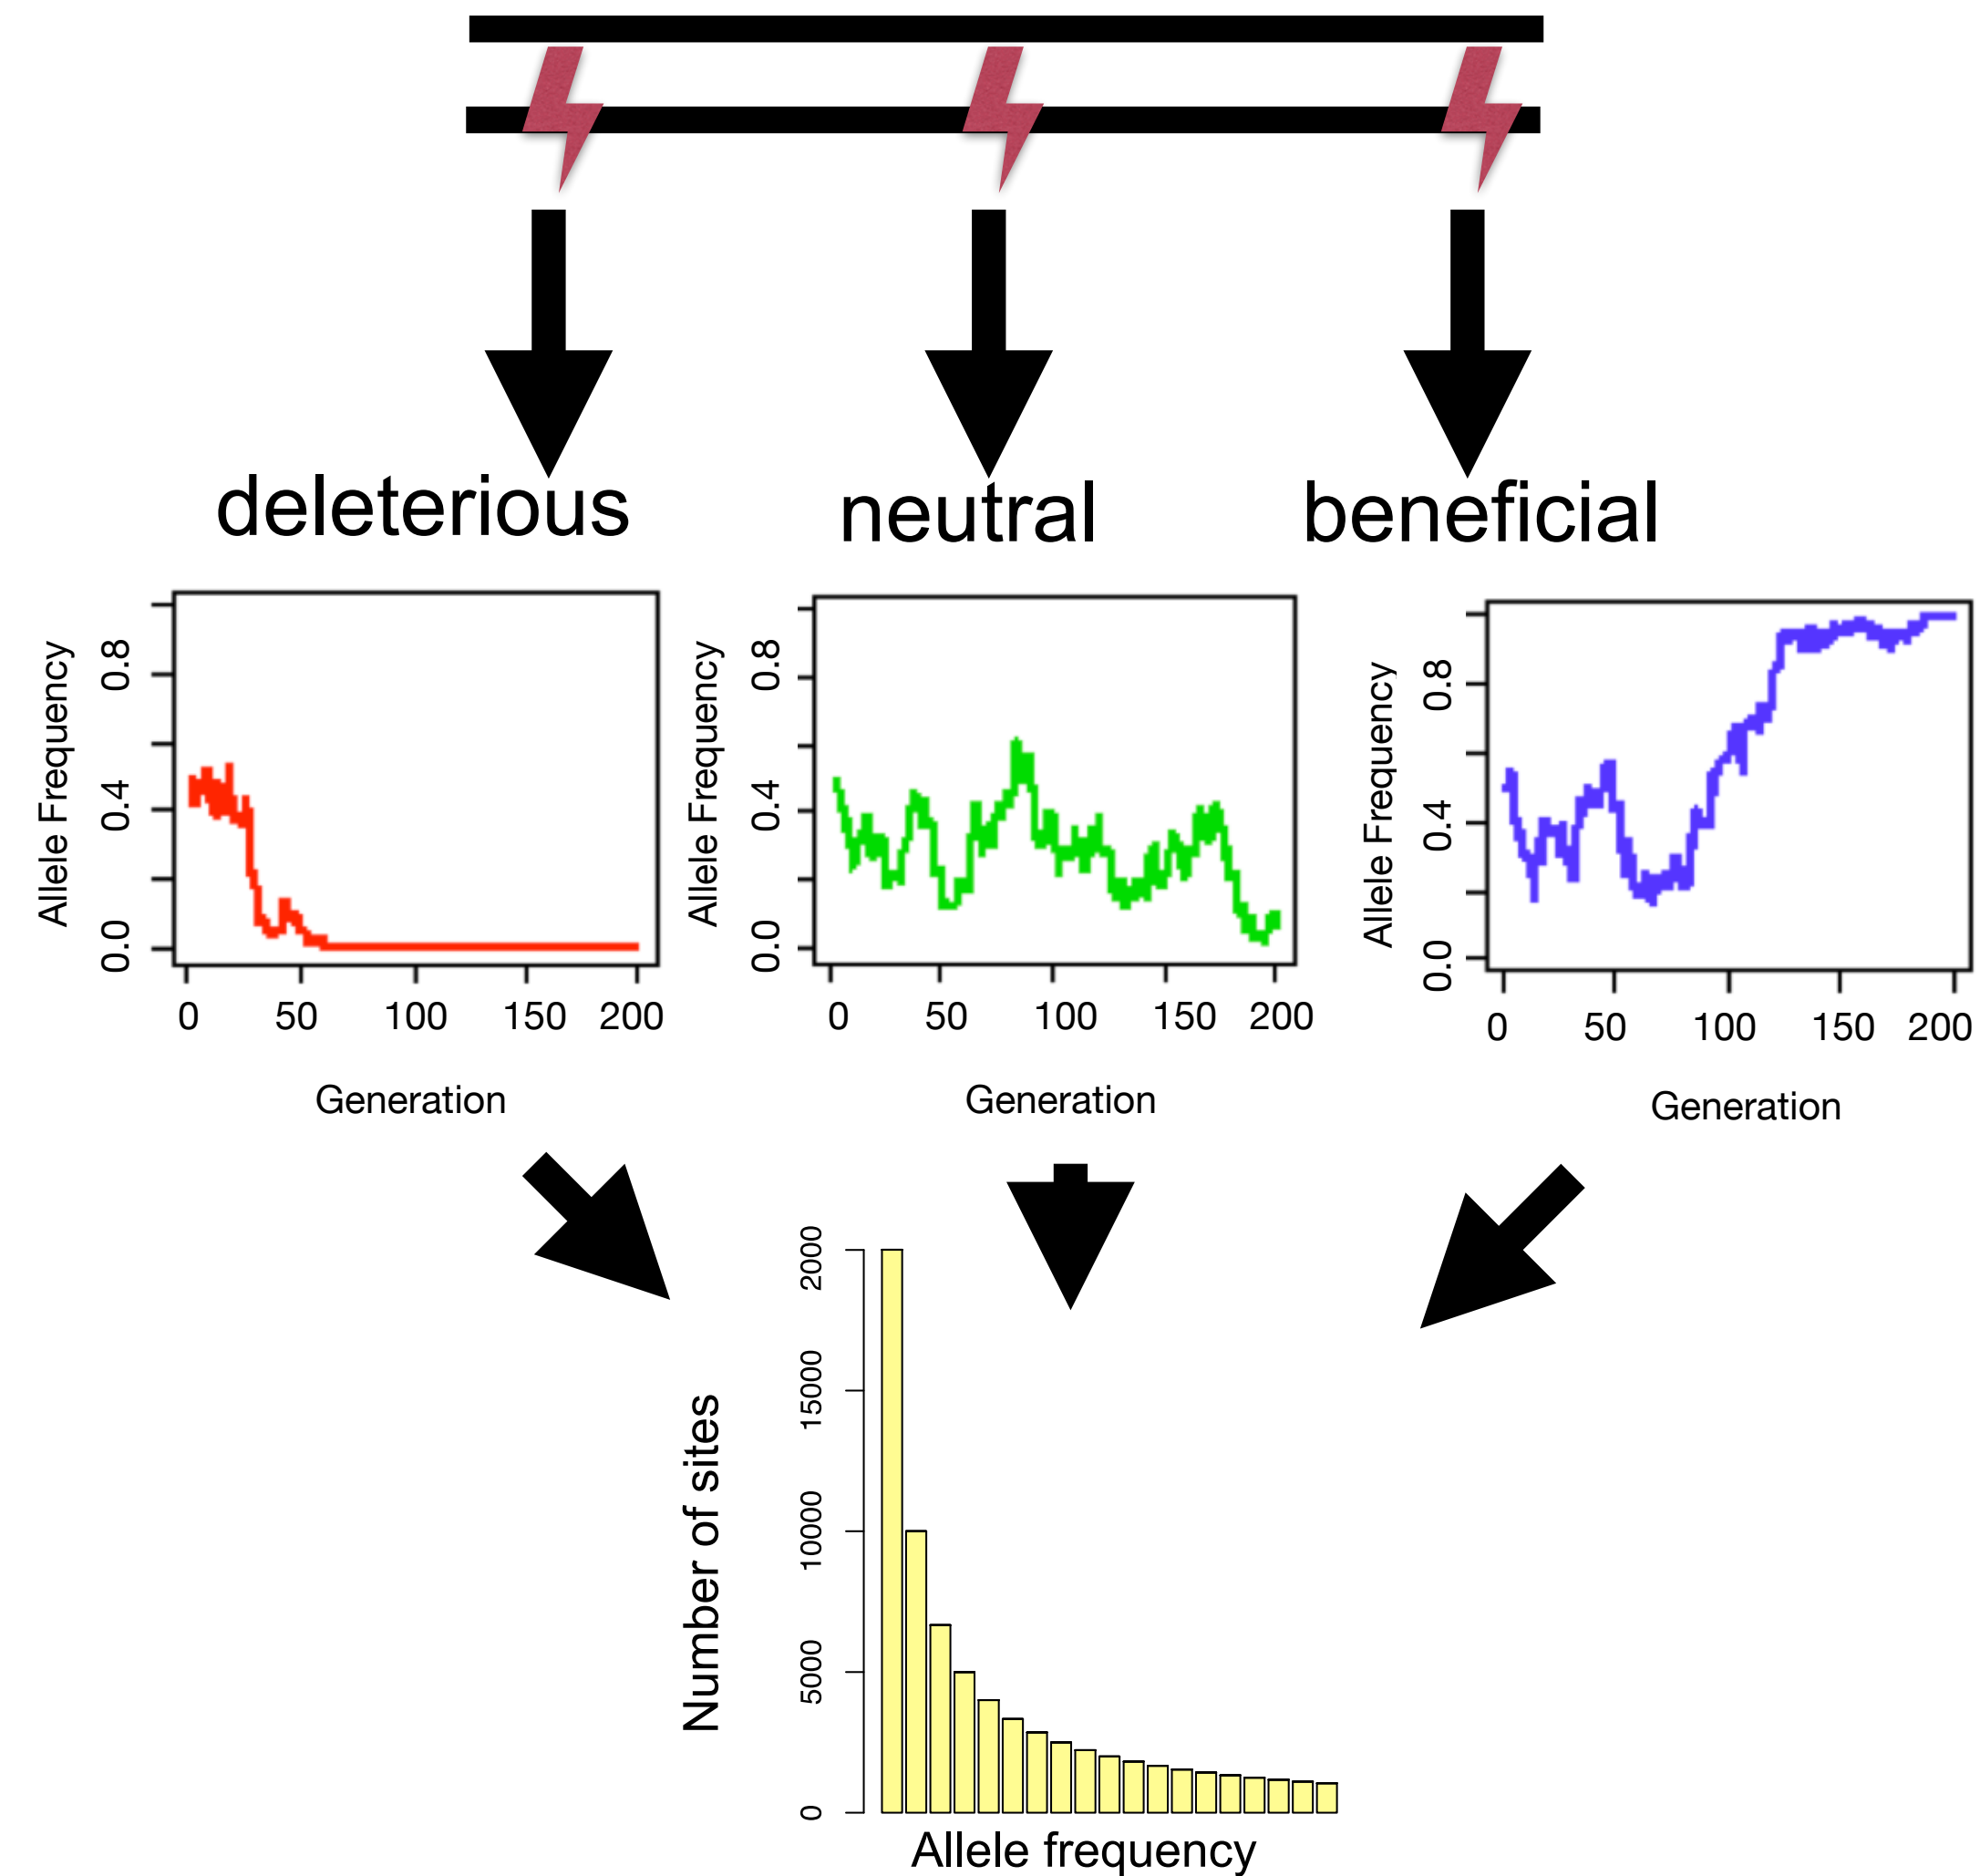 deleterious
neutral
beneficial
Allele Frequency
0.8
0.4
0.0
0 50 100 150 200
Generation
Allele Frequency
0.8
0.4
0.0
0 50 100 150 200
Generation
Allele Frequency
0.8
0.4
0.0
0 50 100 150 200
Generation
Number of sites
2000
15000
10000
5000
0
Allele frequency